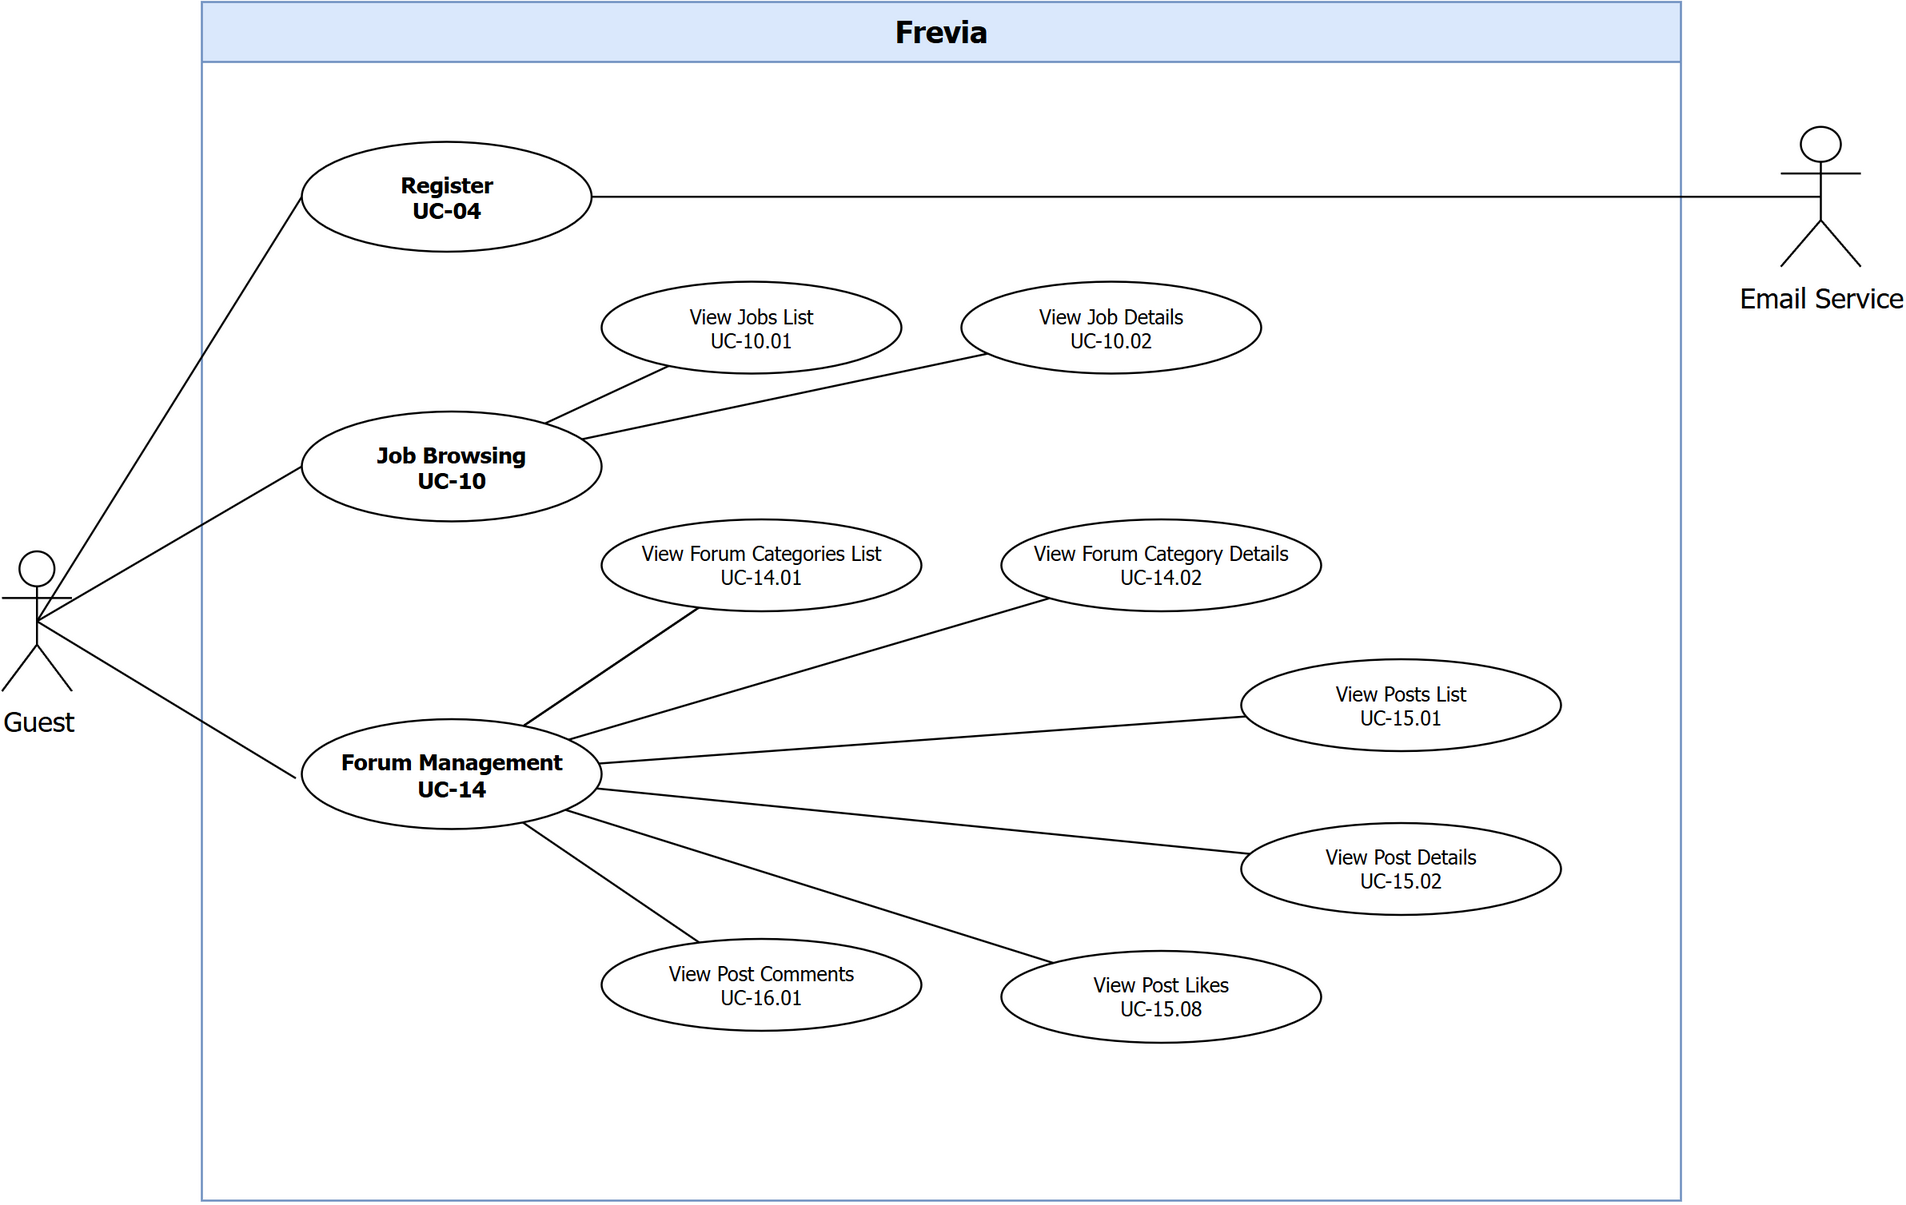 Frevia
Register
UC-04
Email Service
View Jobs List
UC-10.01
View Job Details
UC-10.02
Job Browsing
UC-10
View Forum Categories List
UC-14.01
View Forum Category Details
UC-14.02
Guest
View Posts List
UC-15.01
Forum Management
UC-14
View Post Details
UC-15.02
View Post Comments
UC-16.01
View Post Likes
UC-15.08